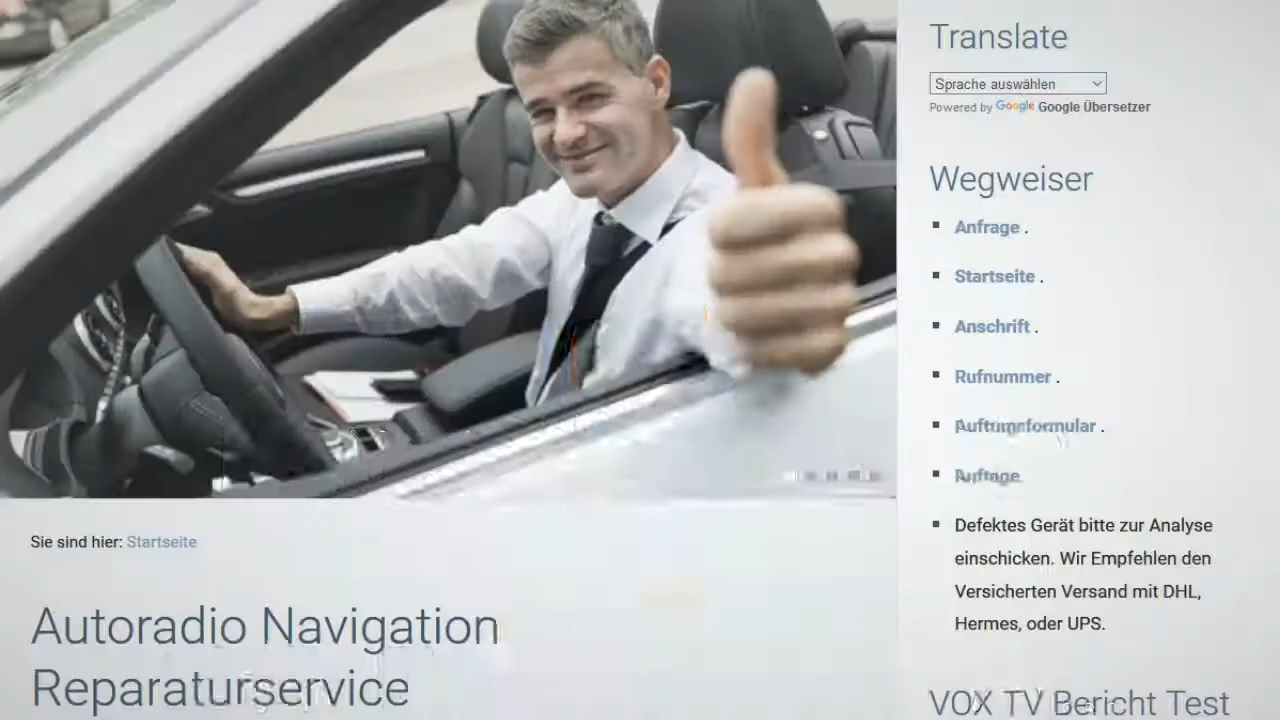 Translate
Sprache auswählen
Powered by Google Google Übersetzer
Wegweiser
Anfrage .
Startseite .
Anschrift .
Rufnummer .
Defektes Gerät bitte zur Analyse
einschicken. Wir Empfehlen den
Versicherten Versand mit DHL,
Hermes, oder UPS.
VOX TV Bericht Test
Sie sind hier: Startseite
Autoradio Navigation
Reparaturservice